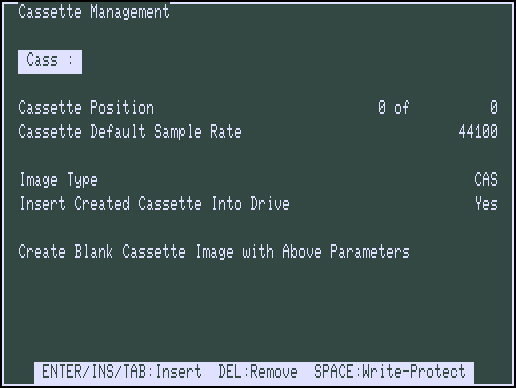 Cassette Management
Cass :
Cassette Position 0 of 0
Cassette Default Sample Rate 44100
Image Type CAS
Insert Created Cassette Into Drive Yes
Create Blank Cassette Image with Above Parameters
ENTER/INS/TAB:Insert DEL:Remove SPACE:Write-Protect